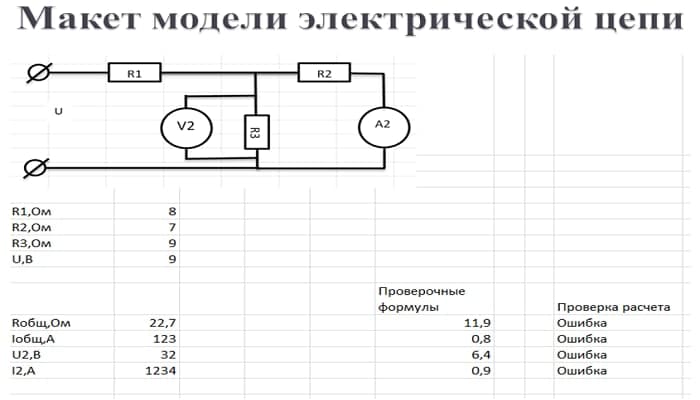 Макет модели электрической цепи
R1
R2
U
V2
R3
A2
R1,Ом 8
R2,Ом 7
R3,Ом 9
U,В 9
Проверочные
формулы Проверка расчета
Rобщ,Ом 22,7 11,9 Ошибка
Iобщ,А 123 0,8 Ошибка
U2,В 32 6,4 Ошибка
I2,А 1234 0,9 Ошибка